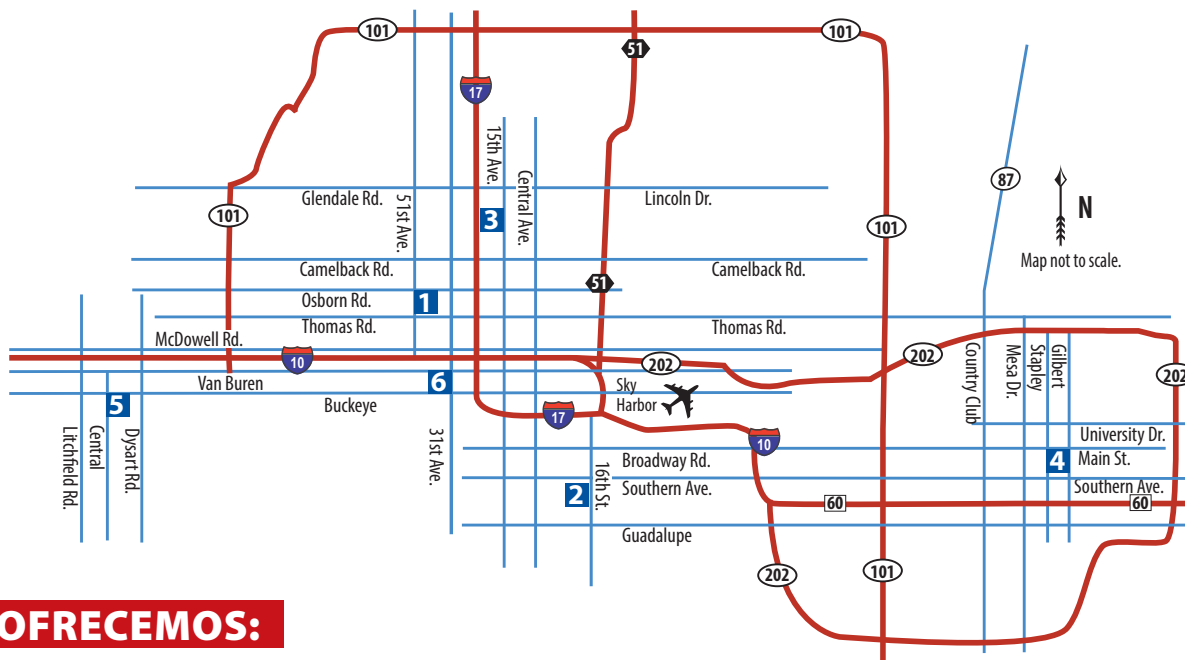 101
101
51
17
15th Ave.
Central Ave.
51st Ave.
87
N
Map not to scale.
Glendale Rd.
Lincoln Dr.
101
3
101
Camelback Rd.
Camelback Rd.
51
1
Osborn Rd.
Thomas Rd.
Thomas Rd.
McDowell Rd.
10
202
202
202
Van Buren
6
Sky
Harbor
Buckeye
5
17
10
Litchfield Rd.
Central
Dysart Rd.
31st Ave.
16th St.
Country Club
Mesa Dr.
Stapley
Gilbert
University Dr.
Broadway Rd.
4
Main St.
2
Southern Ave.
Southern Ave.
60
60
Guadalupe
202
101
OFRECEMOS: